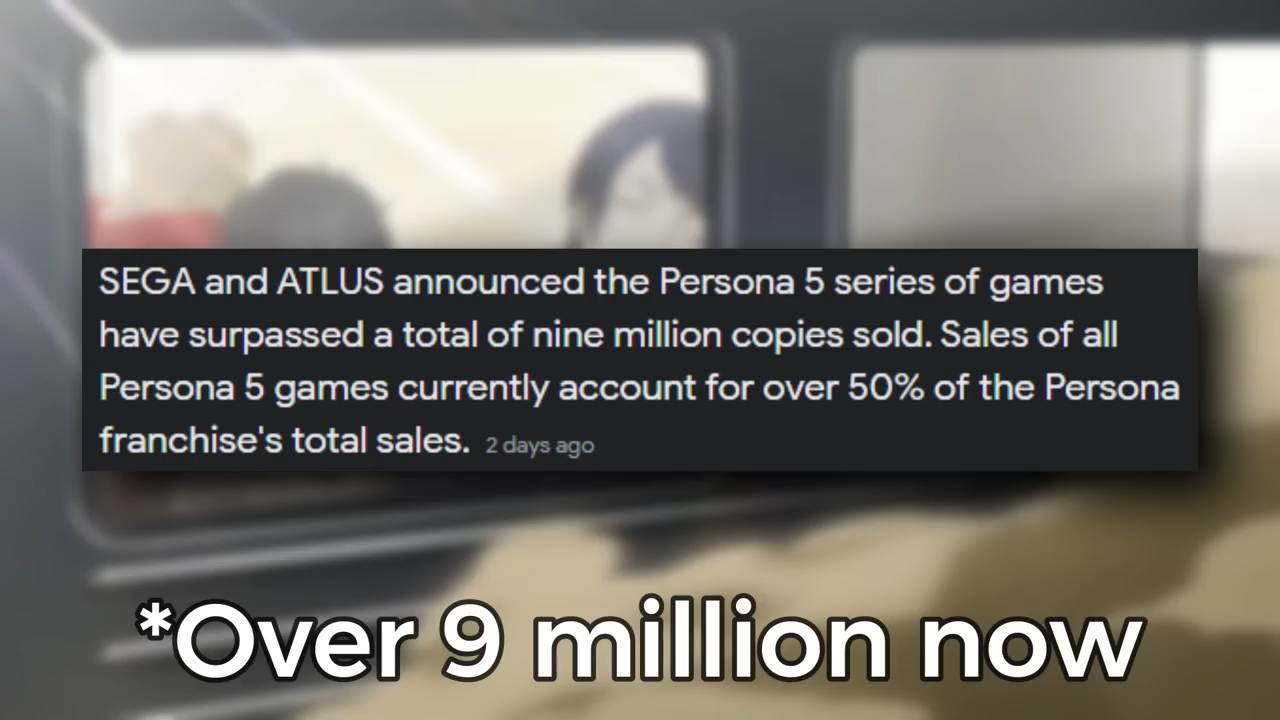 SEGA and ATLUS announced the Persona 5 series of games
have surpassed a total of nine million copies sold. Sales of all
Persona 5 games currently account for over 50% of the Persona
franchise's total sales. 2 days ago
*Over 9 million now